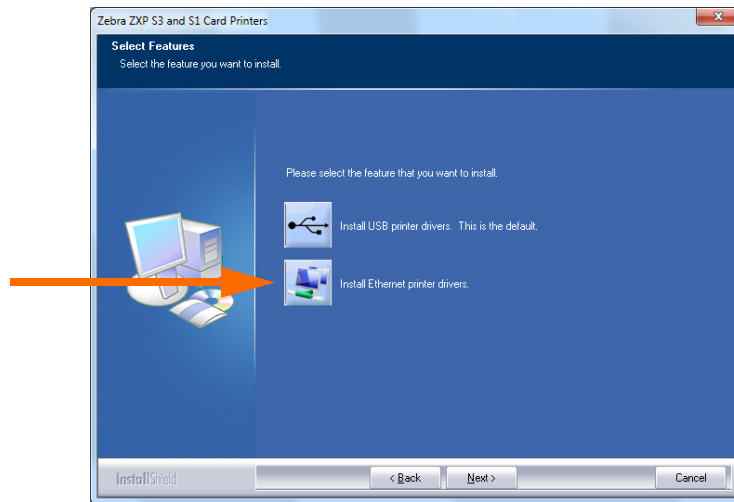 Zebra ZXP S3 and S1 Card Printers
Select Features
Select the feature you want to install.
Please select the feature that you want to install.
Install USB printer drivers. This is the default.
Install Ethernet printer drivers.
InstallShield
< Back
Next >
Cancel